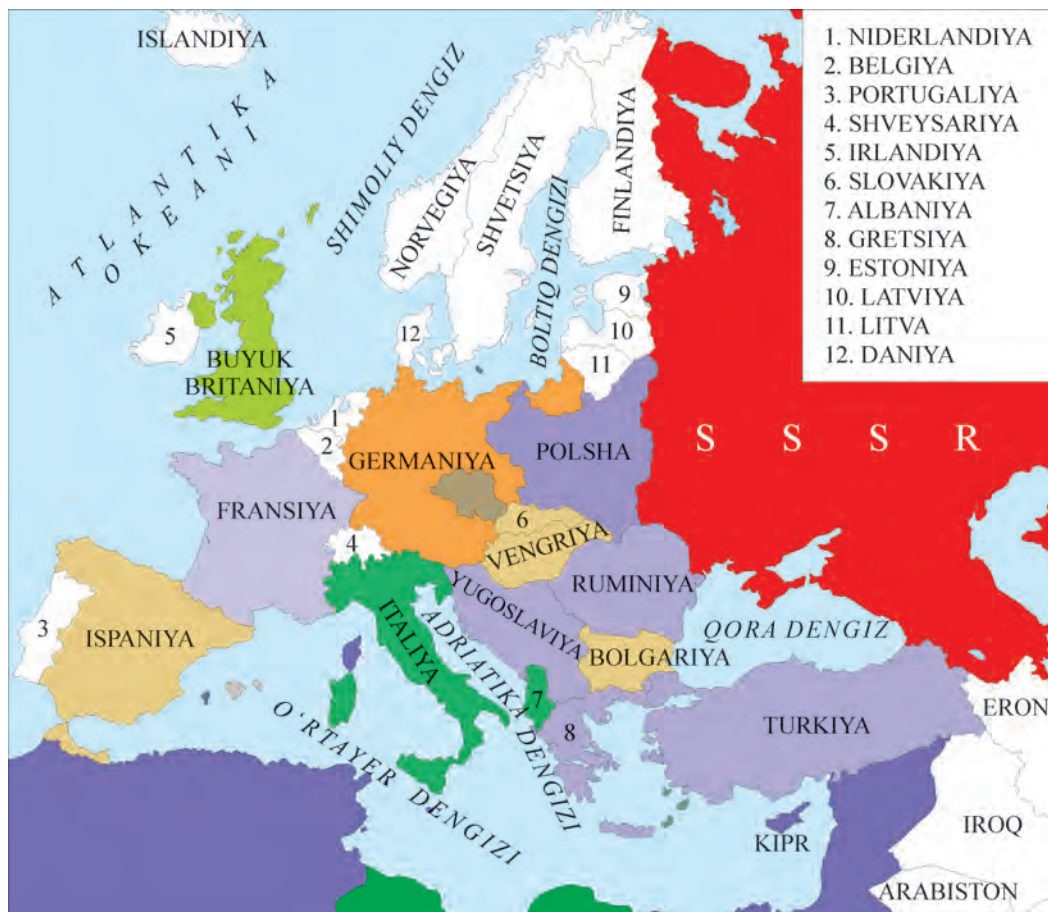 ISLANDIYA
ATLANTIKA
OKEANI
SHIMOLIY DENGIZ
NORVEGIYA
SHVETSIYA
FINLANDIYA
BOLTIQ DENGIZI
1. NIDERLANDIYA
2. BELGIYA
3. PORTUGALIYA
4. SHVEYSARIYA
5. IRLANDIYA
6. SLOVAKIYA
7. ALBANIYA
8. GRETSIYA
9. ESTONIYA
10. LATVIYA
11. LITVA
12. DANIYA
5
12
9
10
11
BUYUK
BRITANIYA
1
2
GERMANIYA
POLSHA
S S S R
FRANSIYA
6
VENGRIYA
4
RUMINIYA
YUGOSLAVIYA
ITALIYA
ADRIATIKA DENGIZI
3
ISPANIYA
BOLGARIYA
QORA DENGIZ
7
8
TURKIYA
ERON
O‘RTAYER DENGIZI
KIPR
IROQ
ARABISTON